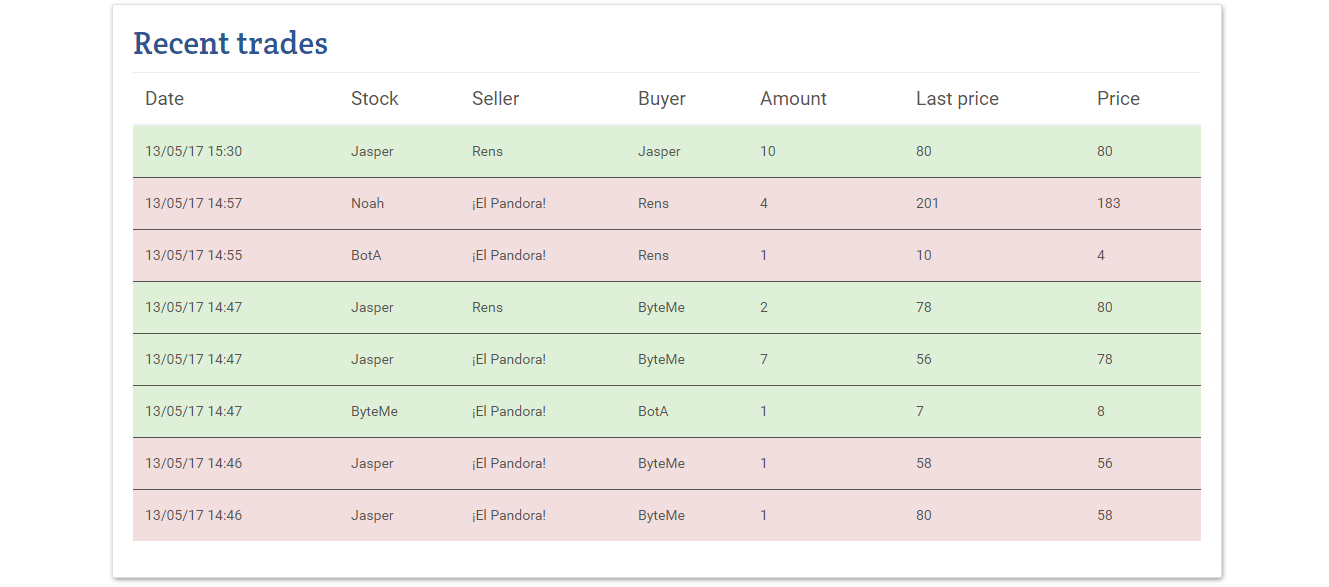 Recent trades
Date Stock Seller Buyer Amount Last price Price
13/05/17 15:30 Jasper Rens Jasper 10 80 80
13/05/17 14:57 Noah ¡El Pandora! Rens 4 201 183
13/05/17 14:55 BotA ¡El Pandora! Rens 1 10 4
13/05/17 14:47 Jasper Rens ByteMe 2 78 80
13/05/17 14:47 Jasper ¡El Pandora! ByteMe 7 56 78
13/05/17 14:47 ByteMe ¡El Pandora! BotA 1 7 8
13/05/17 14:46 Jasper ¡El Pandora! ByteMe 1 58 56
13/05/17 14:46 Jasper ¡El Pandora! ByteMe 1 80 58